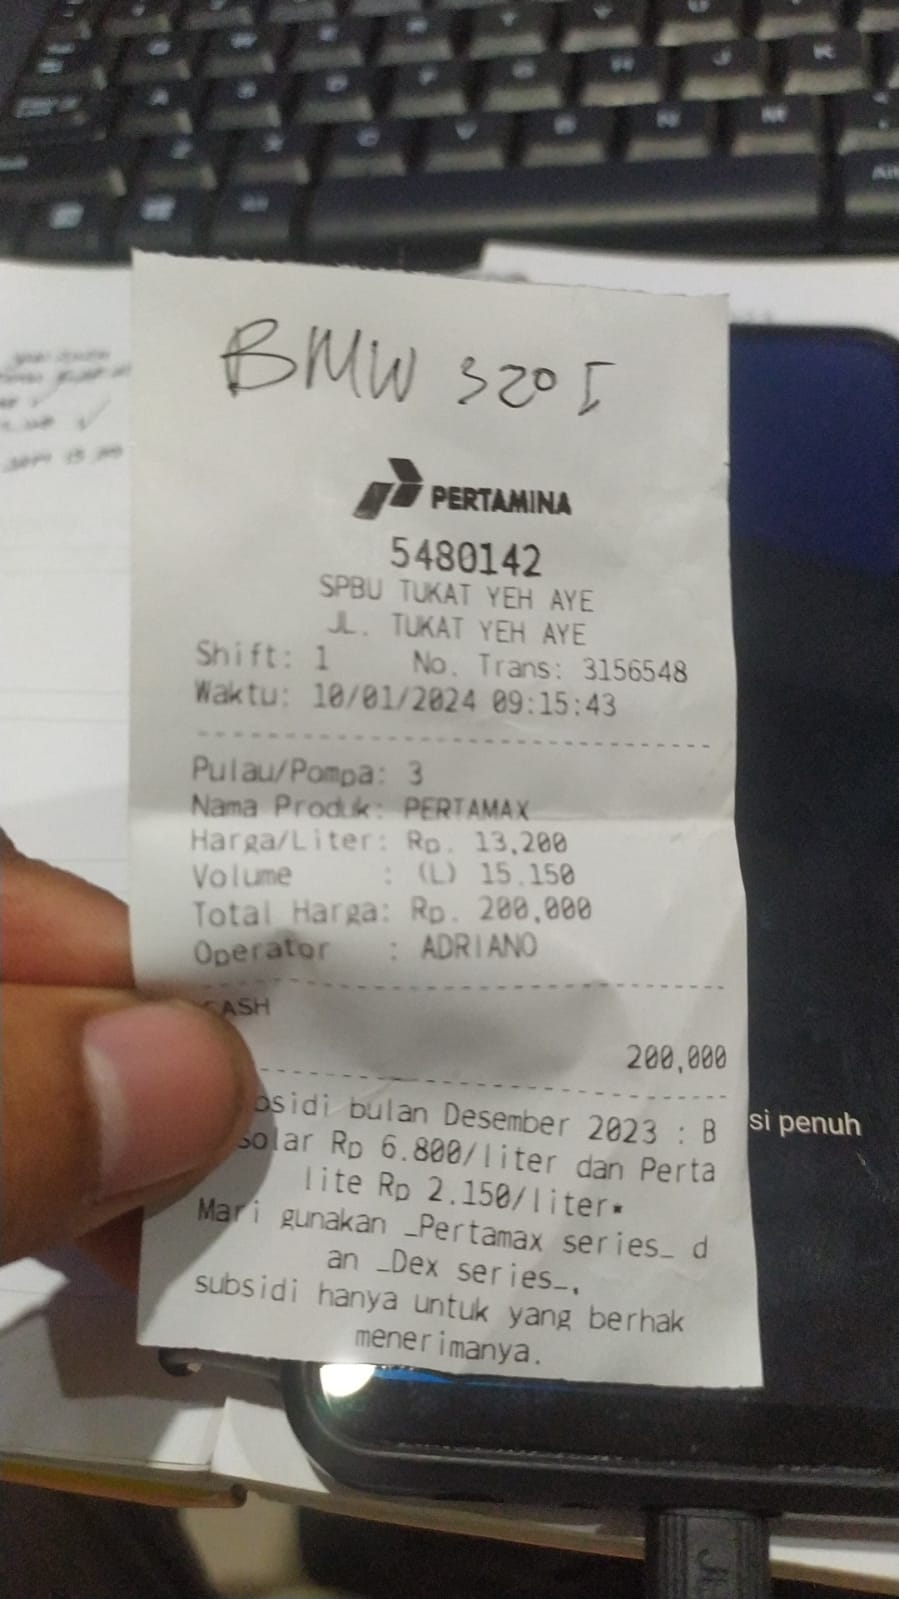 BMW 320 I
PERTAMINA
5480142
SPBU TUKAT YEH AYE
JL. TUKAT YEH AYE
Shift: 1 No. Trans: 3156548
Waktu: 10/01/2024 09:15:43
Pulau/Pompa: 3
Nama Produk: PERTAMAX
Harga/Liter: Rp. 13,200
Volume : (L) 15.150
Total Harga: Rp. 200,000
Operator : ADRIANO
CASH
200,000
bsidi bulan Desember 2023 : B
solar Rp 6.800/liter dan Perta
lite Rp 2.150/liter*
Mari gunakan _Pertamax series_ d
an _Dex series_,
subsidi hanya untuk yang berhak
menerimanya.
si penuh